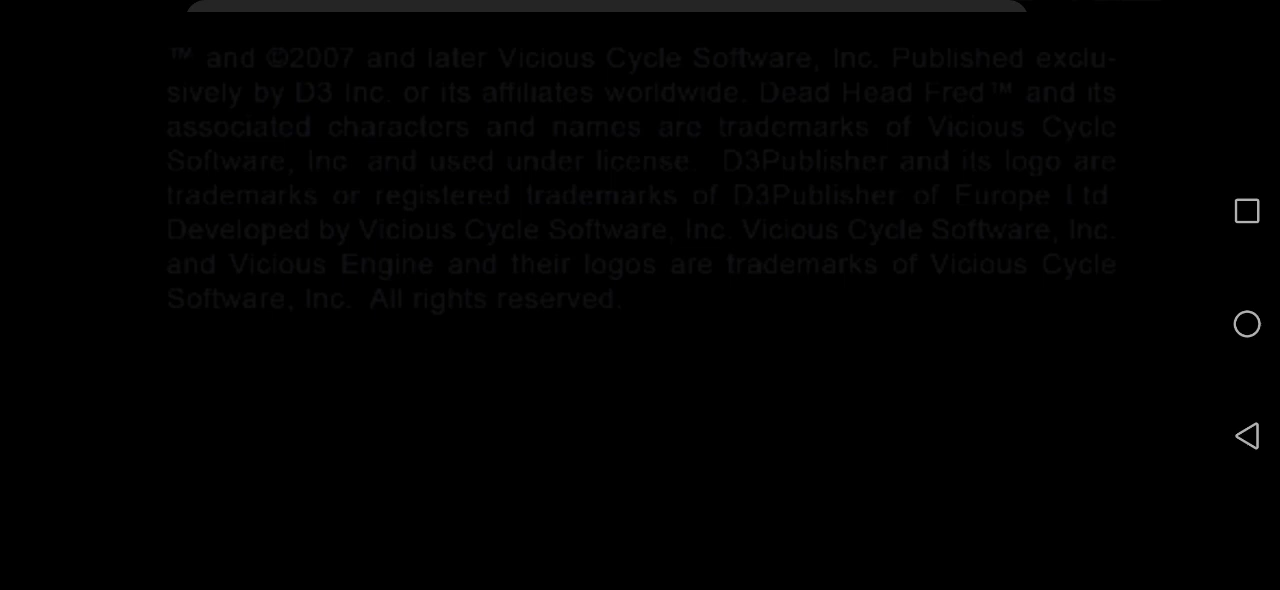 ™ and ©2007 and later Vicious Cycle Software, Inc. Published exclu-
sively by D3 Inc. or its affiliates worldwide. Dead Head Fred™ and its
associated characters and names are trademarks of Vicious Cycle
Software, Inc. and used under license. D3Publisher and its logo are
trademarks or registered trademarks of D3Publisher of Europe Ltd.
Developed by Vicious Cycle Software, Inc. Vicious Cycle Software, Inc.
and Vicious Engine and their logos are trademarks of Vicious Cycle
Software, Inc. All rights reserved.